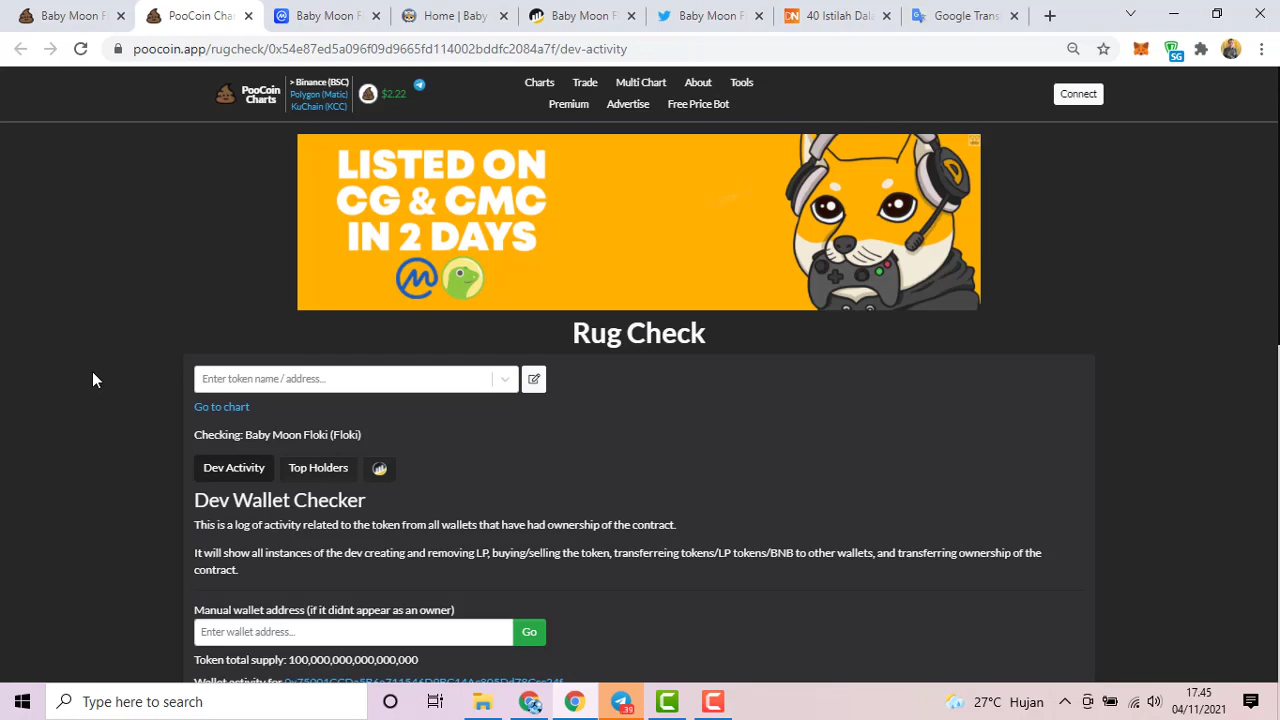 Baby Moon F
PooCoin Char
Baby Moon F
Home | Baby
Baby Moon F
Baby Moon F
40 Istilah Dala
Google Trans
poocoin.app/rugcheck/0x54e87ed5a096f09d9665fd114002bddfc2084a7f/dev-activity
SG
PooCoin
Charts
> Binance (BSC)
Polygon (Matic)
KuChain (KCC)
$2.22
Charts
Trade
Multi Chart
About
Tools
Premium
Advertise
Free Price Bot
Connect
LISTED ON
CG & CMC
IN 2 DAYS
Rug Check
Enter token name / address...
Go to chart
Checking: Baby Moon Floki (Floki)
Dev Activity
Top Holders
Dev Wallet Checker
This is a log of activity related to the token from all wallets that have had ownership of the contract.
It will show all instances of the dev creating and removing LP, buying/selling the token, transferreing tokens/LP tokens/BNB to other wallets, and transferring ownership of the
contract.
Manual wallet address (if it didnt appear as an owner)
Enter wallet address...
Go
Token total supply: 100,000,000,000,000,000
Wallet activity for
Type here to search
39
27°C Hujan
17.45
04/11/2021